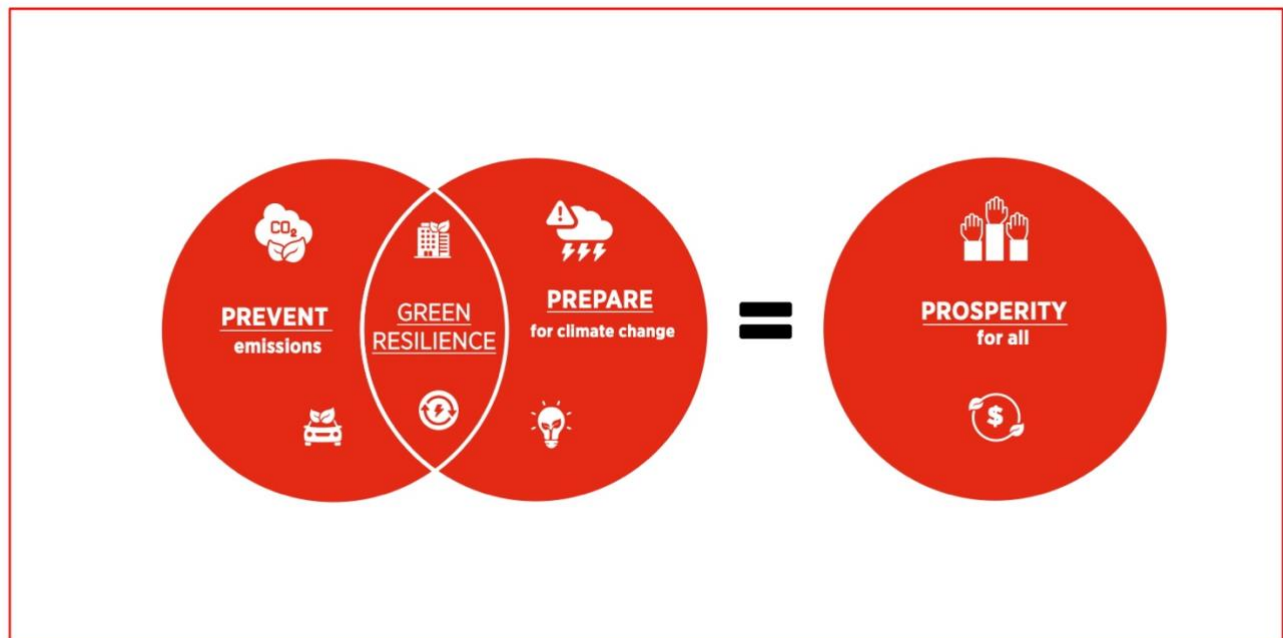 CO₂
PREVENT
emissions
GREEN
RESILIENCE
PREPARE
for climate change
=
PROSPERITY
for all
$